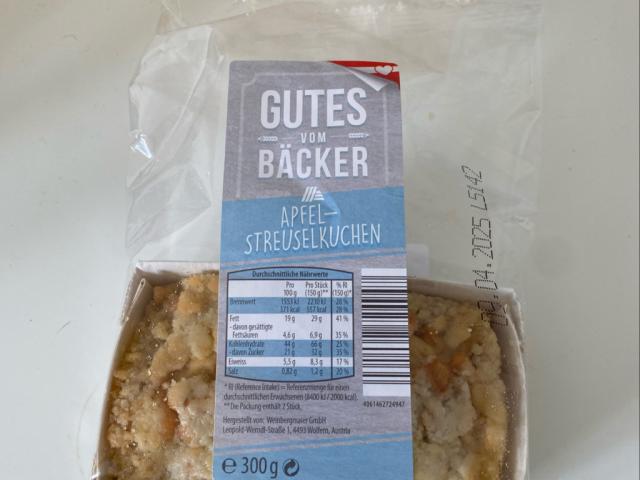 GUTES
VOM
BÄCKER
APFEL-
STREUSELKUCHEN
Durchschnittliche Nährwerte
Pro 100 g Pro Stück (150 g)** % RI (150 g)*
Brennwert 1553 kJ 2330 kJ 28 %
371 kcal 557 kcal 28 %
Fett 19 g 29 g 41 %
- davon gesättigte
Fettsäuren 4,6 g 6,9 g 35 %
Kohlenhydrate 44 g 66 g 25 %
- davon Zucker 21 g 32 g 35 %
Eiweiss 5,5 g 8,3 g 17 %
Salz 0,82 g 1,2 g 20 %
* RI (Reference Intake) = Referenzmenge für einen
durchschnittlichen Erwachsenen (8400 kJ / 2000 kcal).
** Die Packung enthält 2 Stück.
Hergestellt von: Weinbergmaier GmbH
Leopold-Werndl-Straße 1, 4493 Wolfern, Austria
4061462724947
e 300g
09.04.2025 L5142